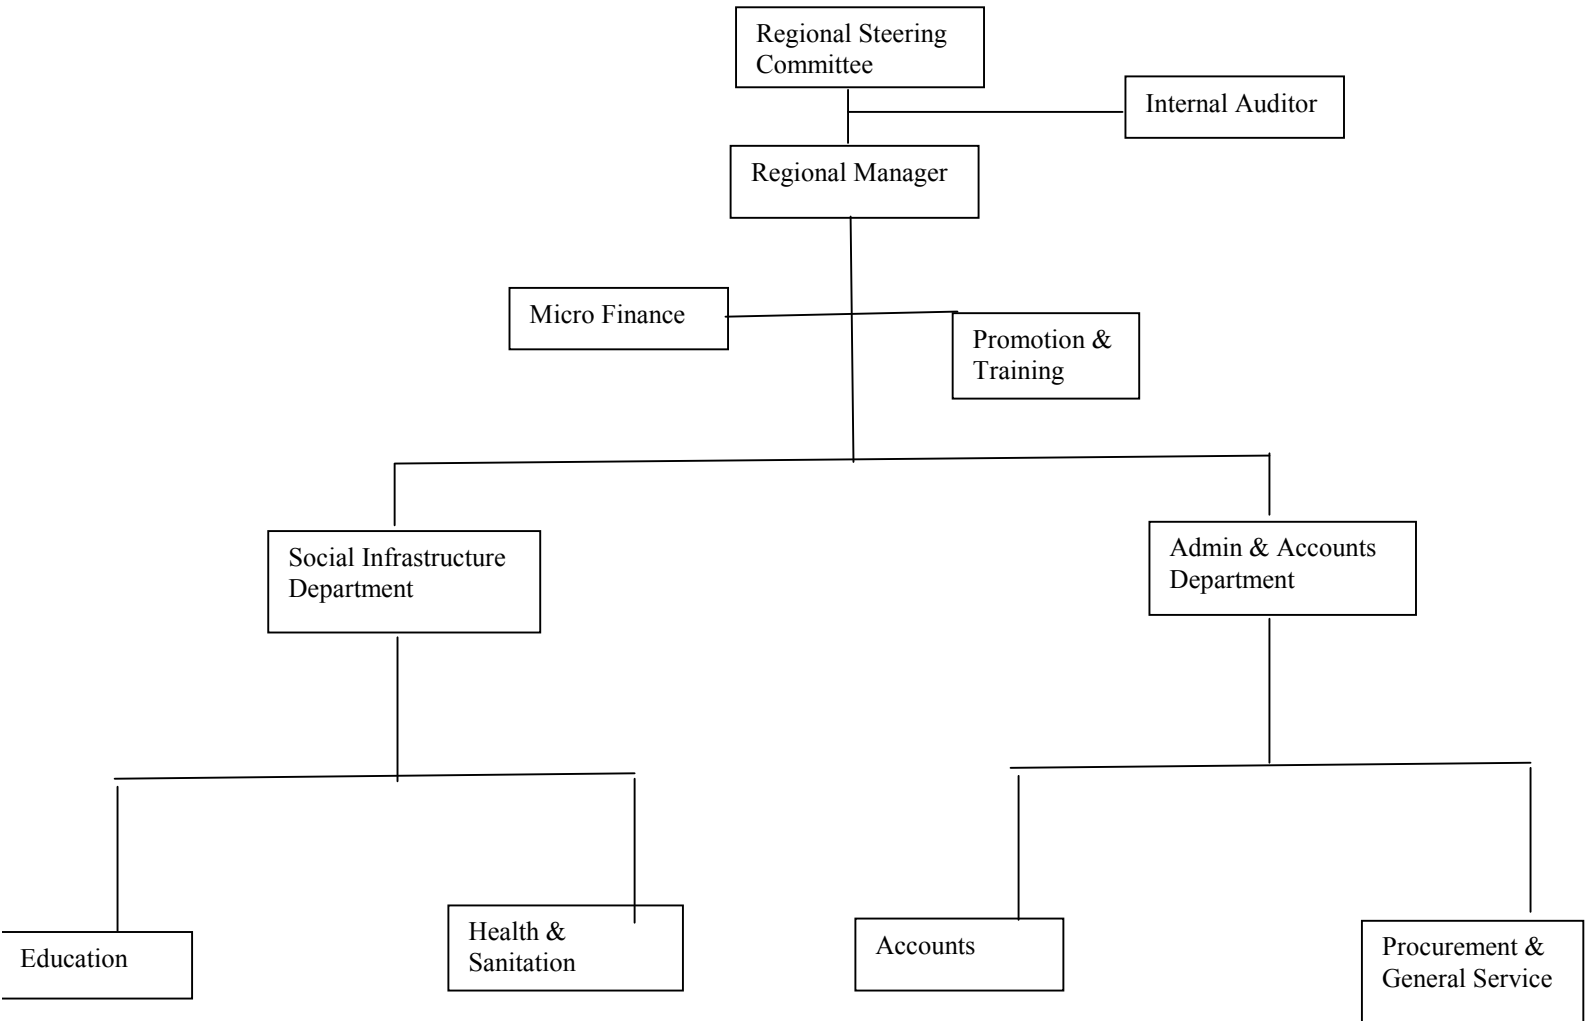 Regional Steering
Committee
Internal Auditor
Regional Manager
Micro Finance
Promotion &
Training
Social Infrastructure
Department
Admin & Accounts
Department
Education
Health &
Sanitation
Accounts
Procurement &
General Service